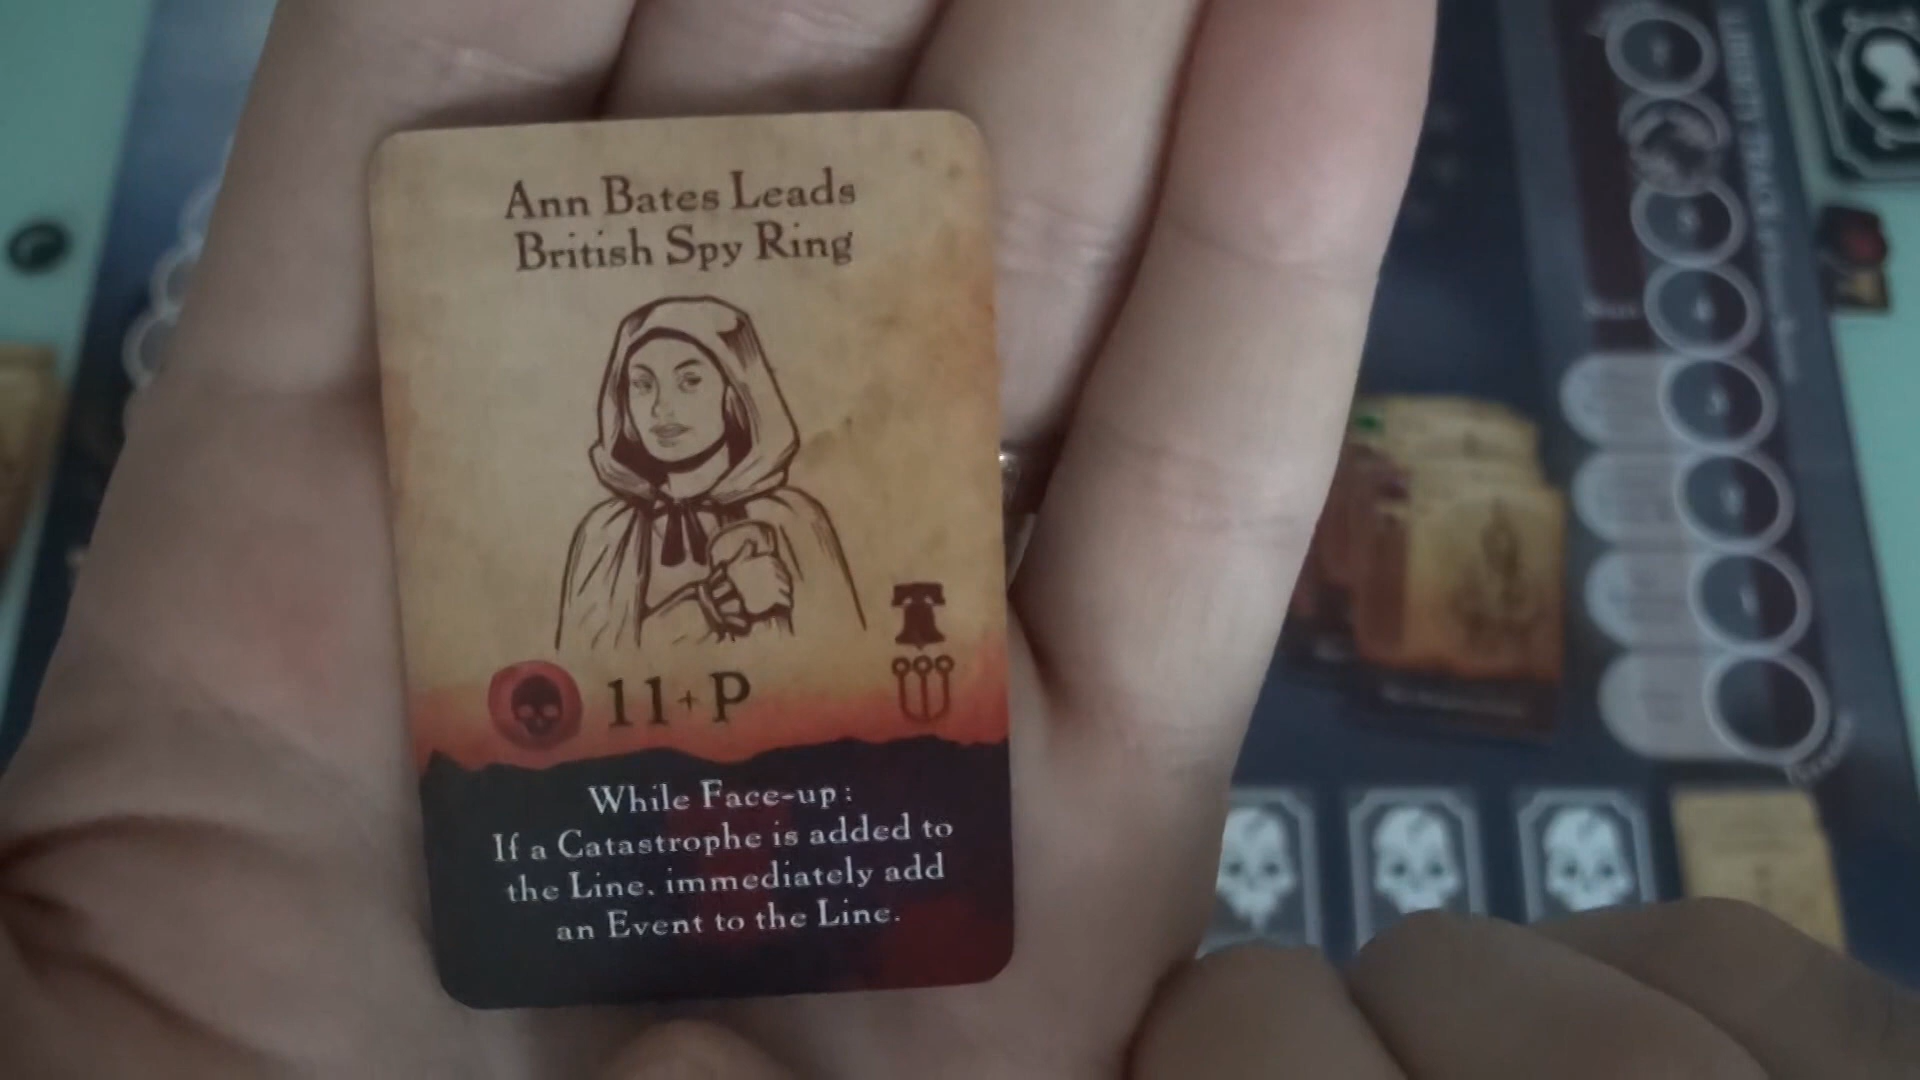 Ann Bates Leads
British Spy Ring
11+P
While Face-up:
If a Catastrophe is added to
the Line, immediately add
an Event to the Line.